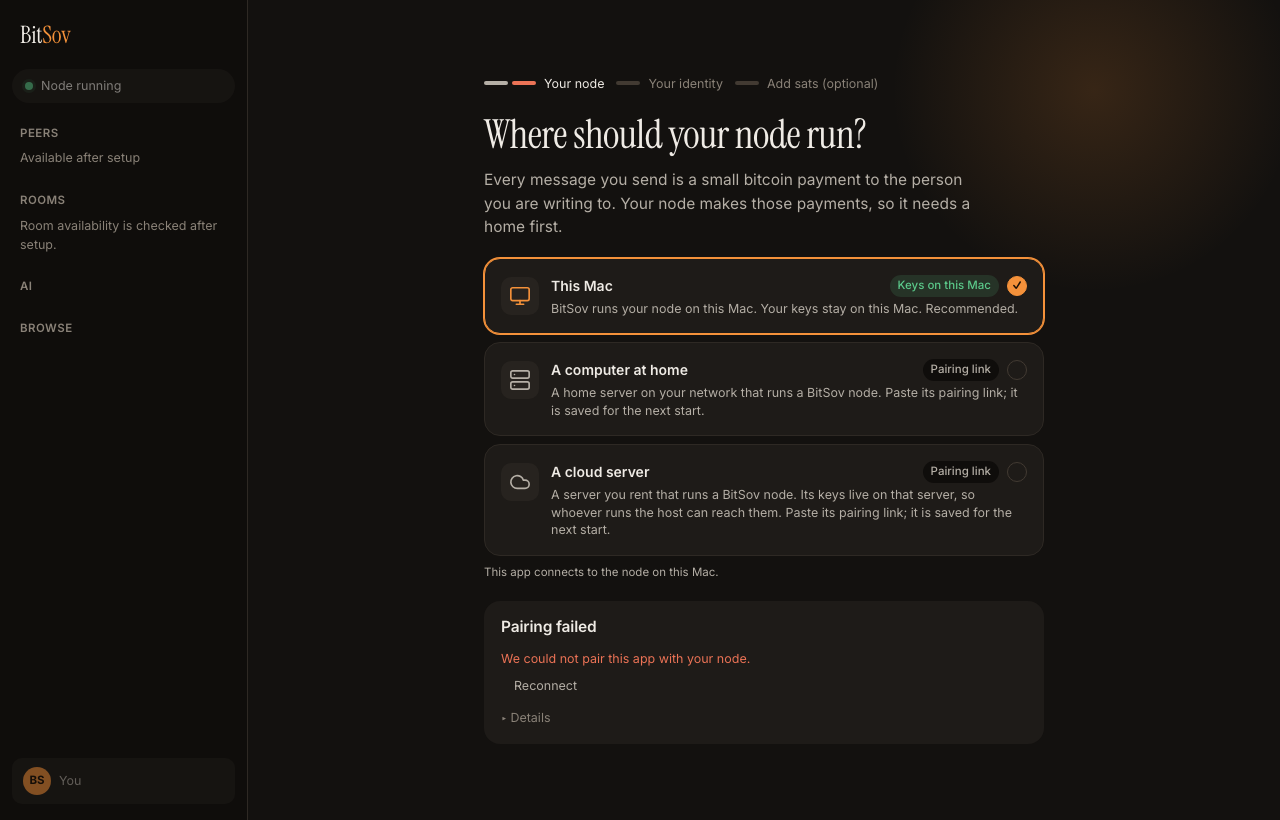 BitSov
Node running
PEERS
Available after setup
ROOMS
Room availability is checked after
setup.
AI
BROWSE
BS You
Your node Your identity Add sats (optional)
Where should your node run?
Every message you send is a small bitcoin payment to the person
you are writing to. Your node makes those payments, so it needs a
home first.
This Mac Keys on this Mac
BitSov runs your node on this Mac. Your keys stay on this Mac. Recommended.
A computer at home Pairing link
A home server on your network that runs a BitSov node. Paste its pairing link; it
is saved for the next start.
A cloud server Pairing link
A server you rent that runs a BitSov node. Its keys live on that server, so
whoever runs the host can reach them. Paste its pairing link; it is saved for the
next start.
This app connects to the node on this Mac.
Pairing failed
We could not pair this app with your node.
Reconnect
Details